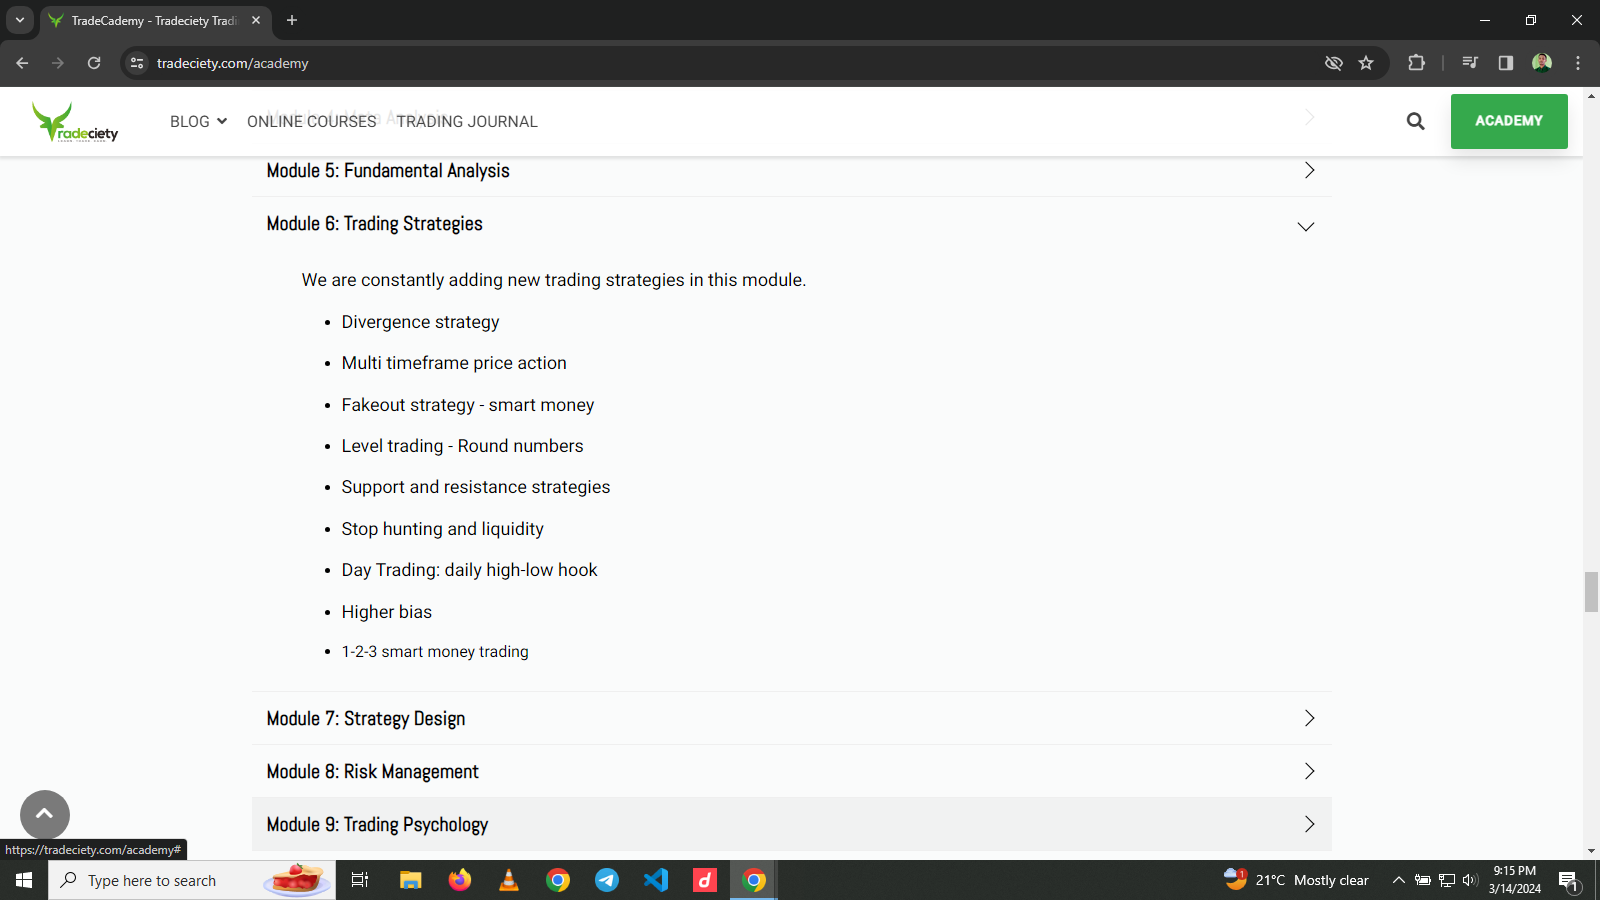 TradeCademy - Tradeciety Tradi
tradeciety.com/academy
Tradeciety
BLOG
ONLINE COURSES
TRADING JOURNAL
ACADEMY
Module 5: Fundamental Analysis
Module 6: Trading Strategies
We are constantly adding new trading strategies in this module.
• Divergence strategy
• Multi timeframe price action
• Fakeout strategy - smart money
• Level trading - Round numbers
• Support and resistance strategies
• Stop hunting and liquidity
• Day Trading: daily high-low hook
• Higher bias
• 1-2-3 smart money trading
Module 7: Strategy Design
Module 8: Risk Management
Module 9: Trading Psychology
https://tradeciety.com/academy#
Type here to search
d
1
21°C Mostly clear
9:15 PM
3/14/2024
1